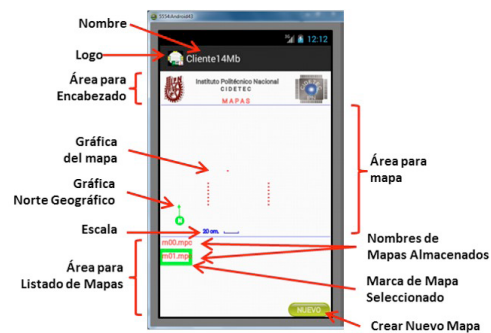 5554:Android42
Nombre
12:12
Logo
Cliente14Mb
Área para
Encabezado
Instituto Politécnico Nacional
CIDETEC
MAPAS
Gráfica
del mapa
Área para
mapa
Gráfica
Norte Geográfico
N
Escala
20 cm.
m00.mpc
Nombres de
Mapas Almacenados
m01.mpc
Área para
Listado de Mapas
Marca de Mapa
Seleccionado
NUEVO
Crear Nuevo Mapa